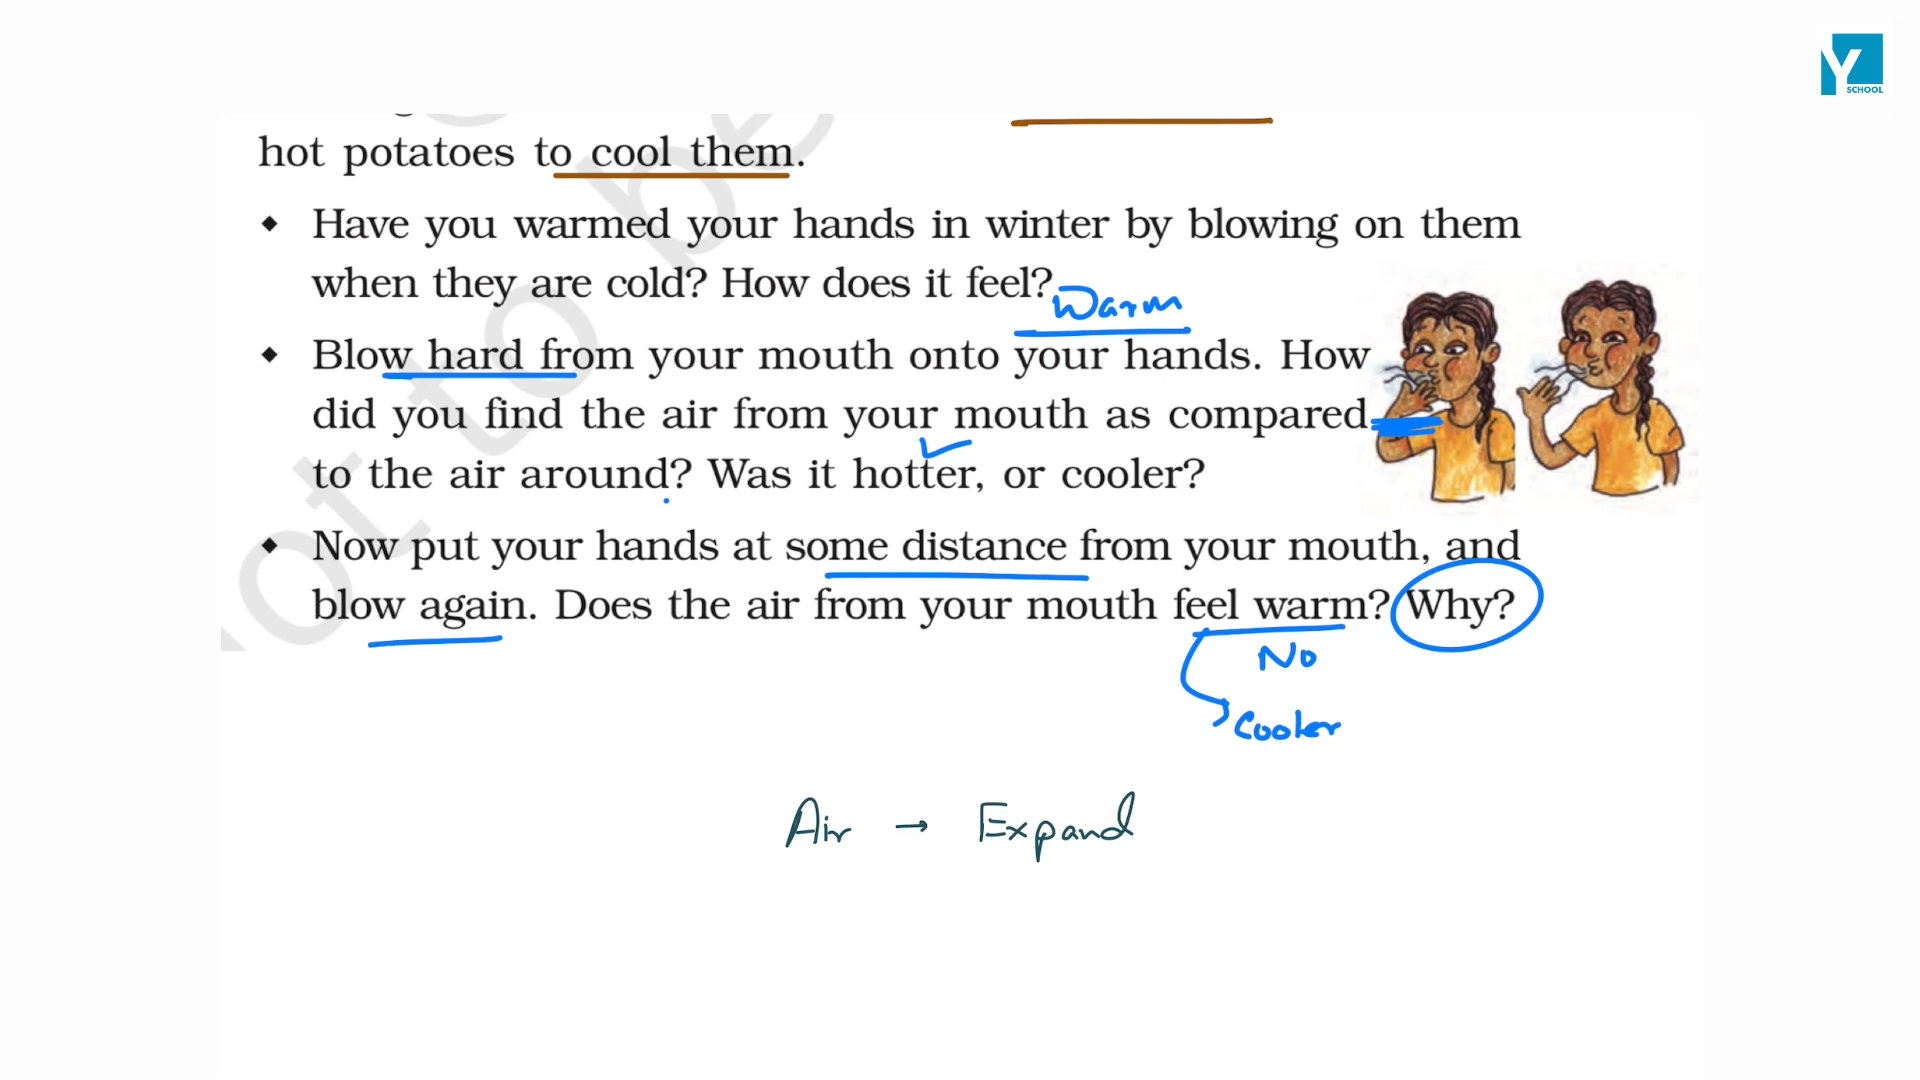 Y SCHOOL
hot potatoes to cool them.
◆ Have you warmed your hands in winter by blowing on them
when they are cold? How does it feel?
Warm
◆ Blow hard from your mouth onto your hands. How
did you find the air from your mouth as compared
to the air around? Was it hotter, or cooler?
◆ Now put your hands at some distance from your mouth, and
blow again. Does the air from your mouth feel warm? Why?
No
Cooler
Air → Expand